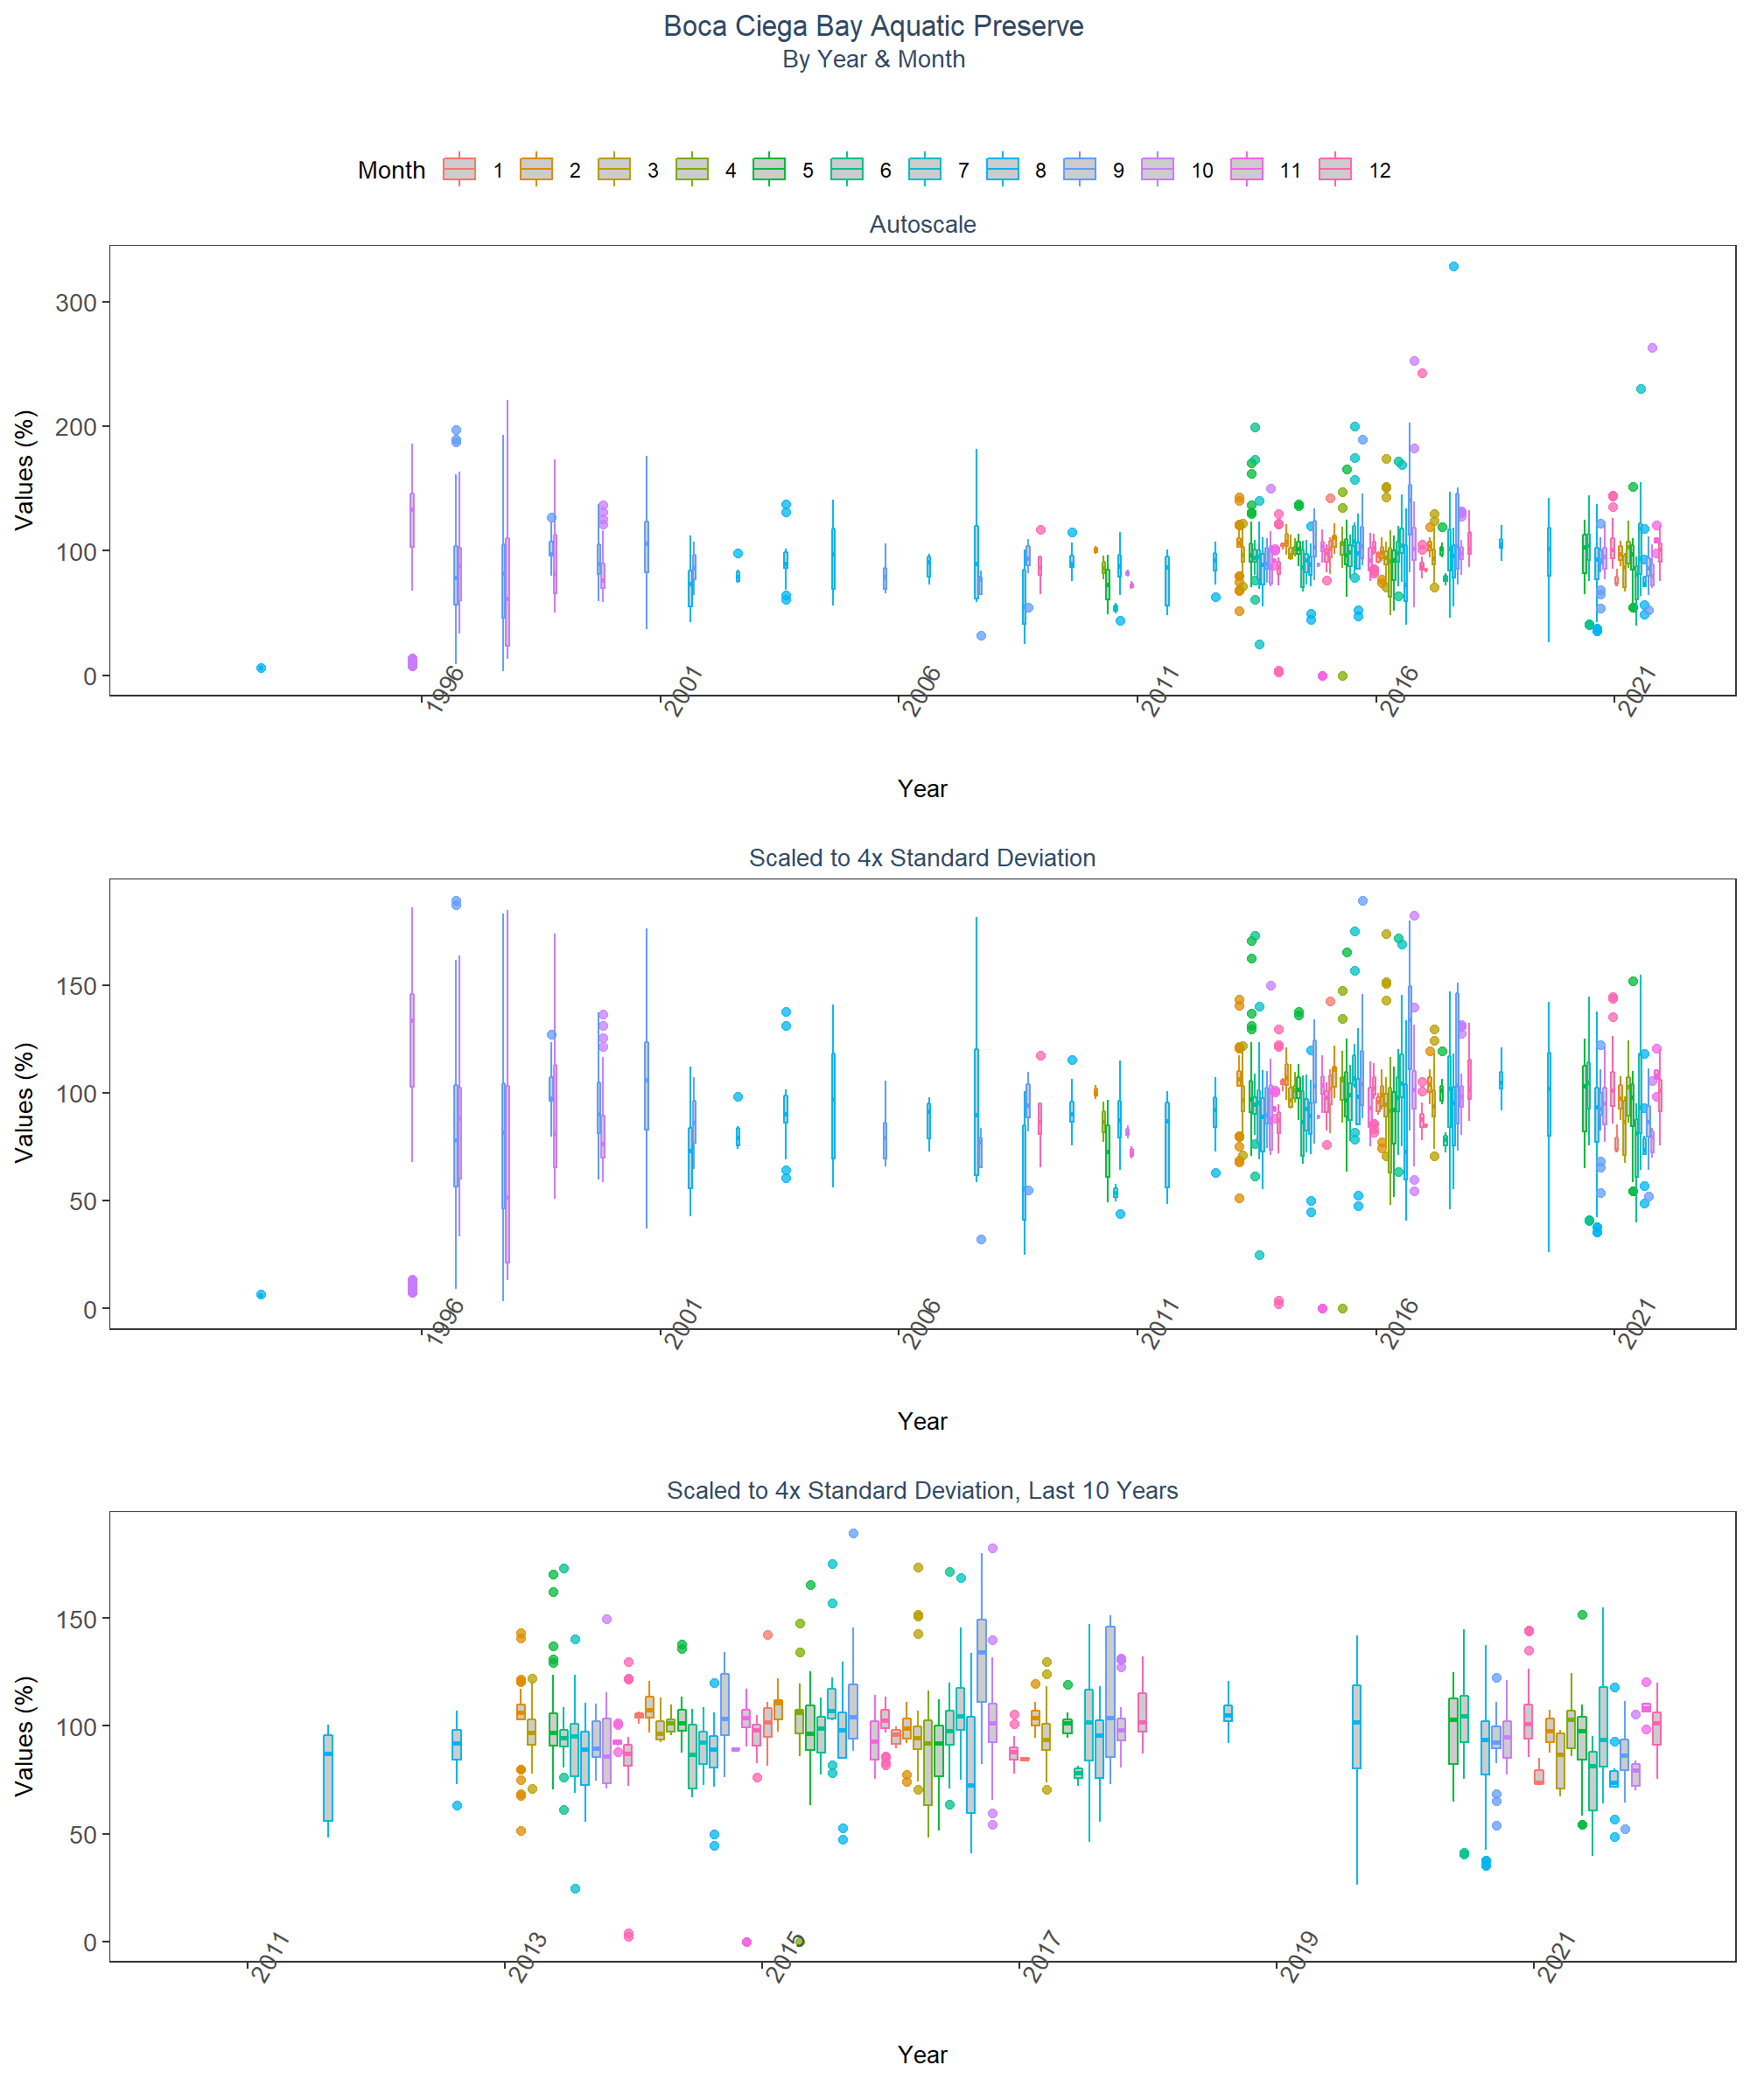 Boca Ciega Bay Aquatic Preserve
By Year & Month
Month 1 2 3 4 5 6 7 8 9 10 11 12
Autoscale
Values (%)
300
200
100
0
1996 2001 2006 2011 2016 2021
Year
Scaled to 4x Standard Deviation
Values (%)
150
100
50
0
1996 2001 2006 2011 2016 2021
Year
Scaled to 4x Standard Deviation, Last 10 Years
Values (%)
150
100
50
0
2011 2013 2015 2017 2019 2021
Year